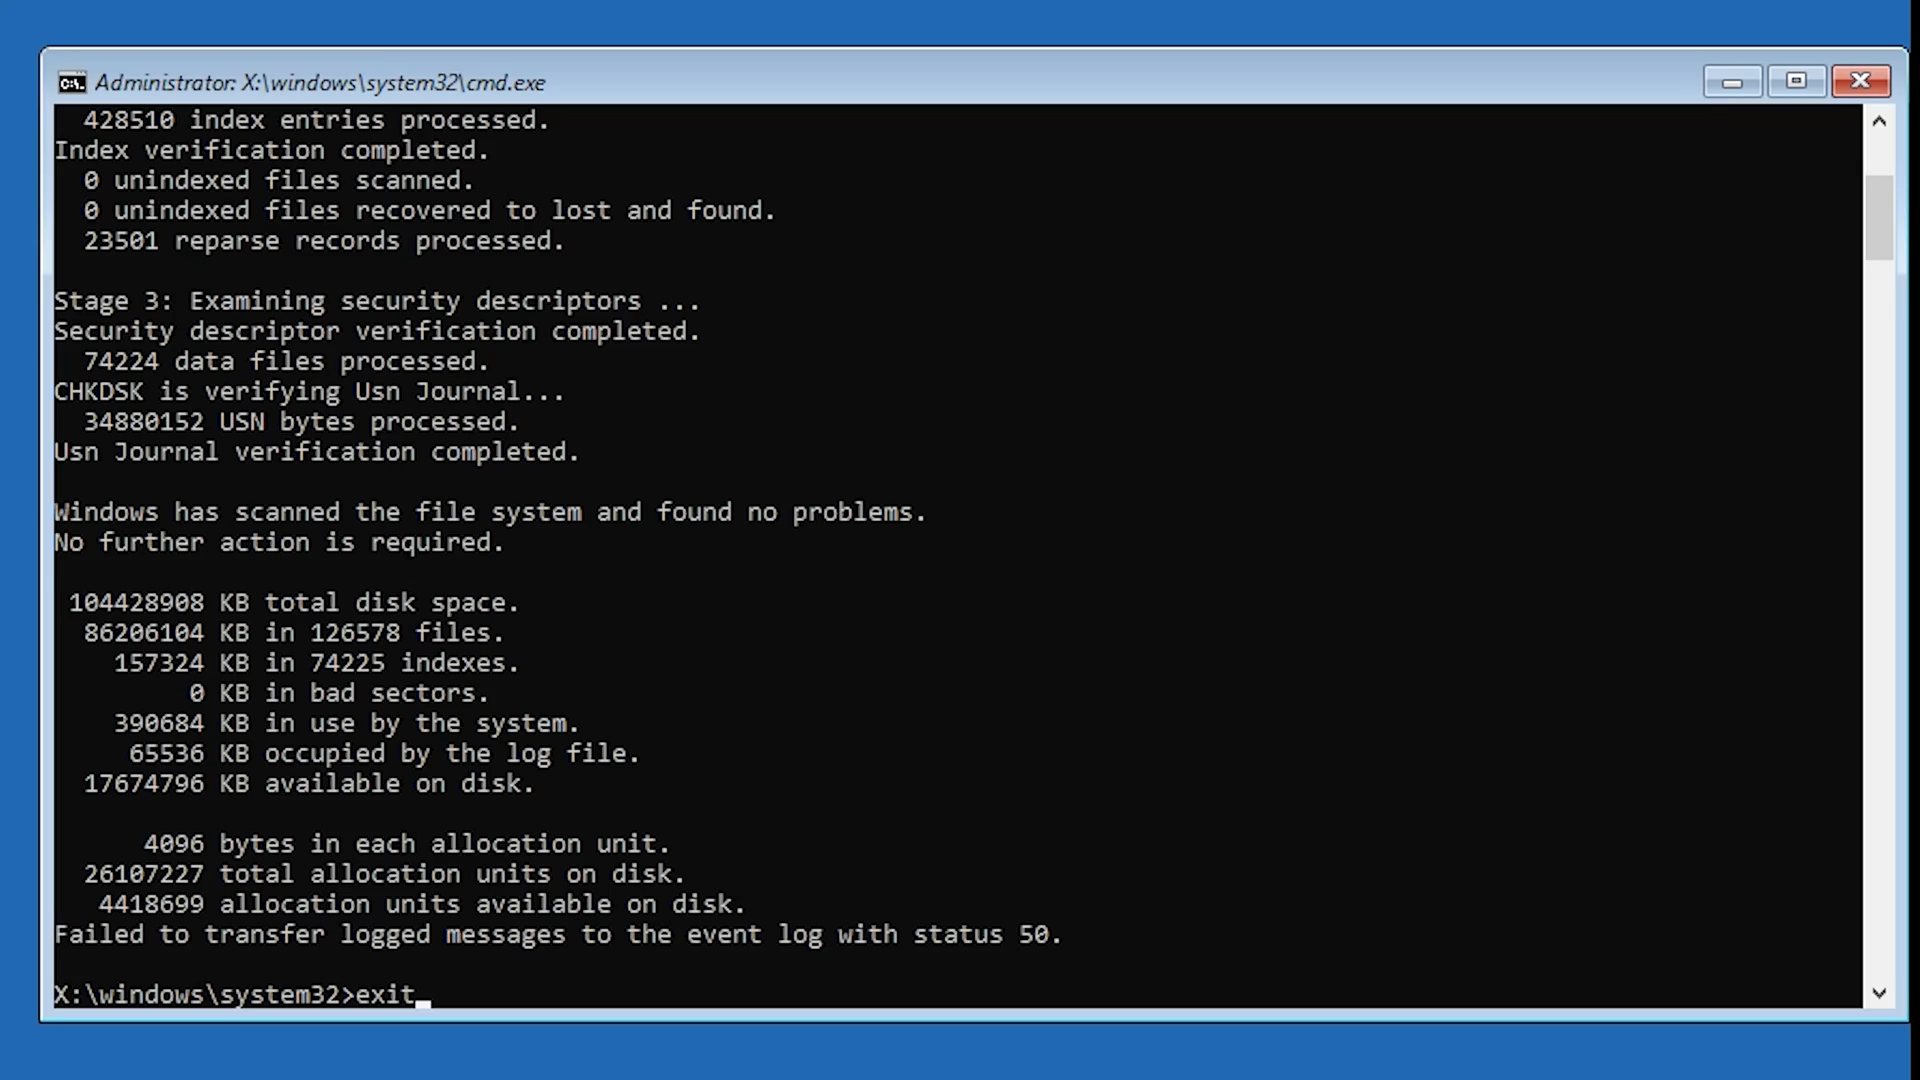 Administrator: X:\windows\system32\cmd.exe
428510 index entries processed.
Index verification completed.
0 unindexed files scanned.
0 unindexed files recovered to lost and found.
23501 reparse records processed.
Stage 3: Examining security descriptors ...
Security descriptor verification completed.
74224 data files processed.
CHKDSK is verifying Usn Journal...
34880152 USN bytes processed.
Usn Journal verification completed.
Windows has scanned the file system and found no problems.
No further action is required.
104428908 KB total disk space.
86206104 KB in 126578 files.
157324 KB in 74225 indexes.
0 KB in bad sectors.
390684 KB in use by the system.
65536 KB occupied by the log file.
17674796 KB available on disk.
4096 bytes in each allocation unit.
26107227 total allocation units on disk.
4418699 allocation units available on disk.
Failed to transfer logged messages to the event log with status 50.
X:\windows\system32>exit